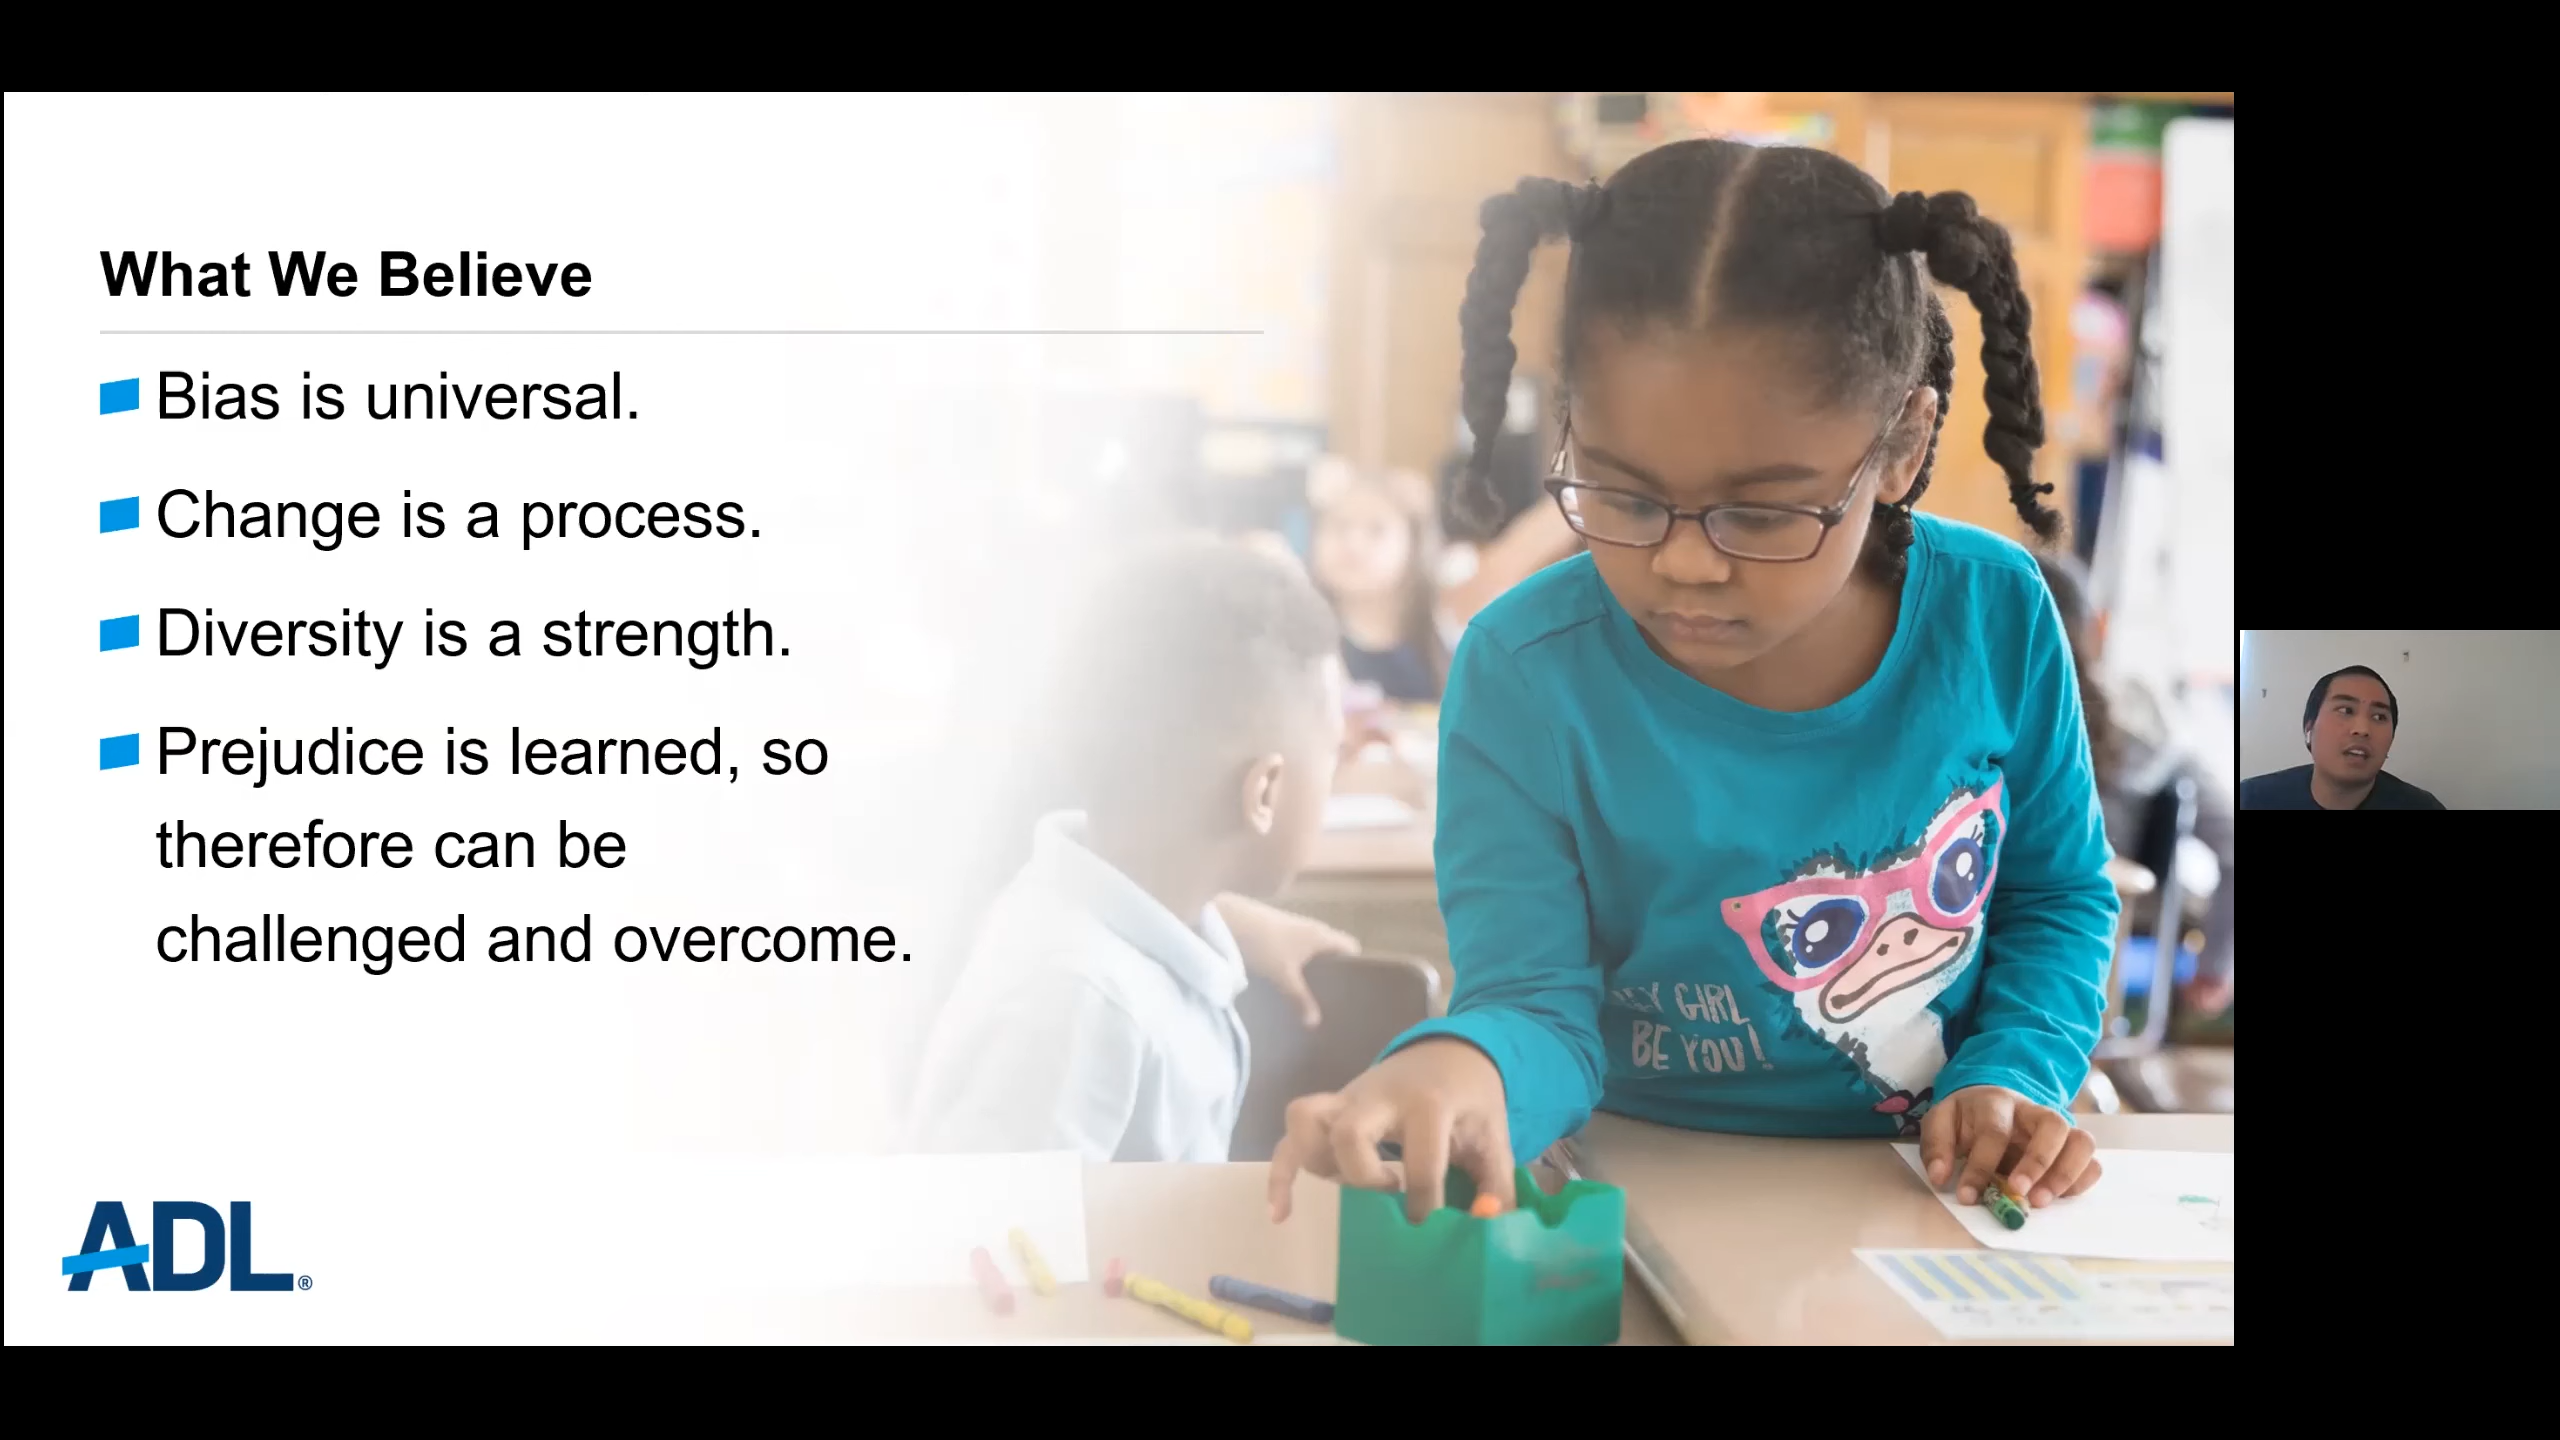 What We Believe
Bias is universal.
Change is a process.
Diversity is a strength.
Prejudice is learned, so
therefore can be
challenged and overcome.
GIRL
BE YOU!
ADL®